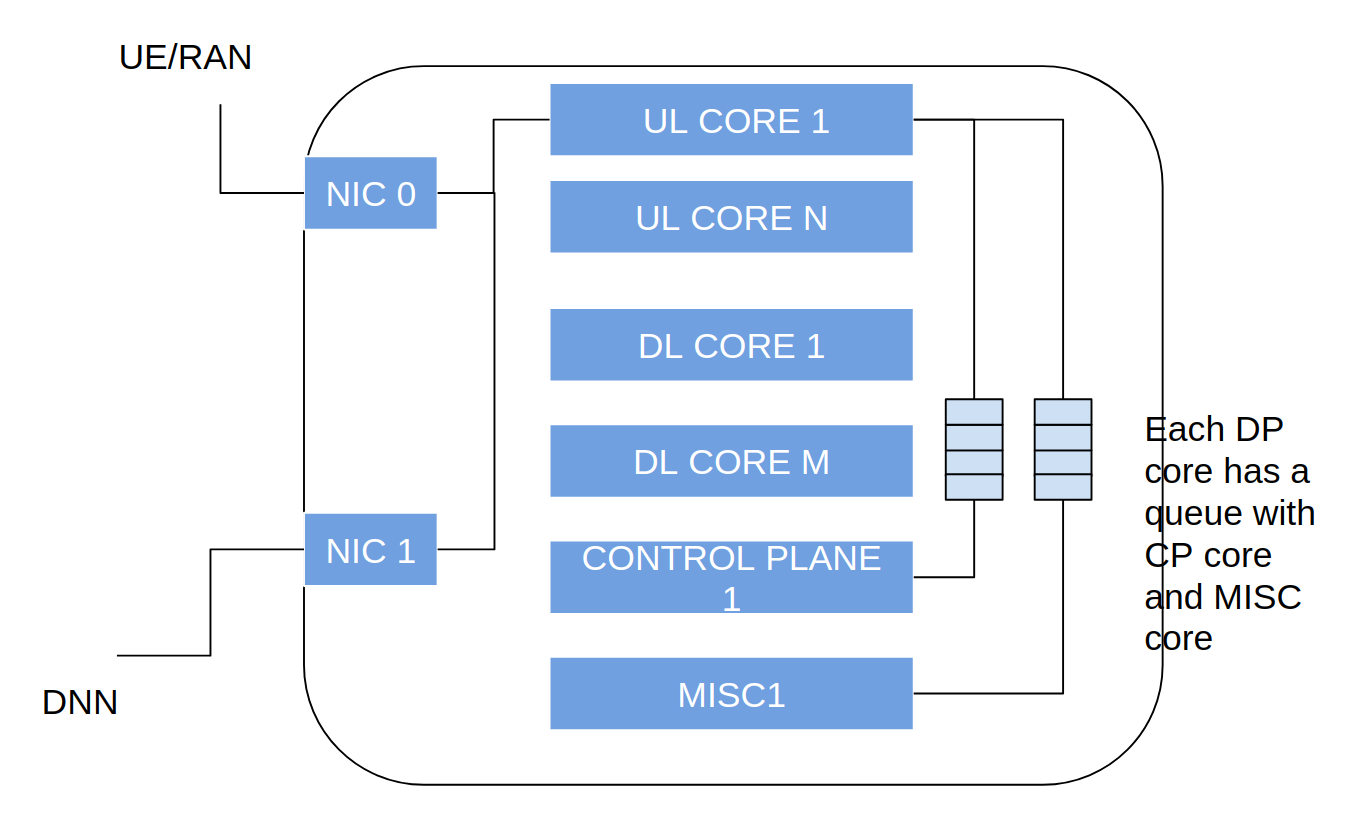 UE/RAN
UL CORE 1
NIC 0
UL CORE N
DL CORE 1
DL CORE M
NIC 1
CONTROL PLANE
1
MISC1
DNN
Each DP
core has a
queue with
CP core
and MISC
core